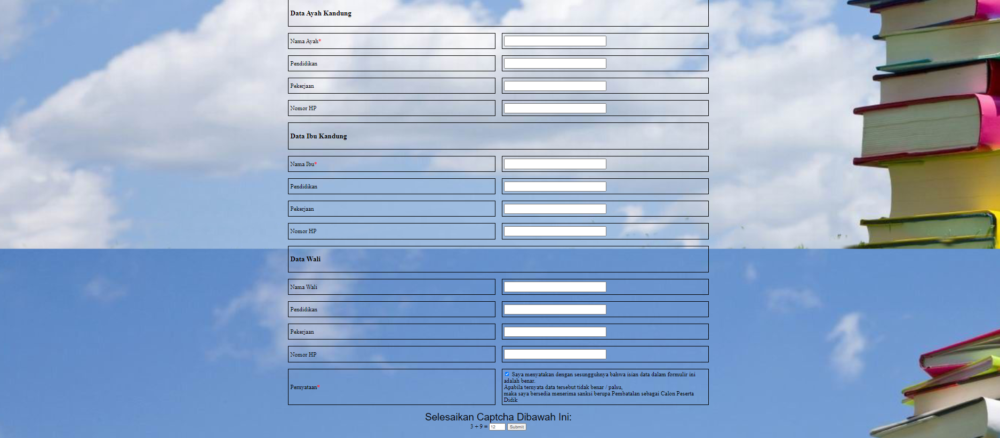 Data Ayah Kandung
Nama Ayah*
Pendidikan
Pekerjaan
Nomor HP
Data Ibu Kandung
Nama Ibu*
Pendidikan
Pekerjaan
Nomor HP
Data Wali
Nama Wali
Pendidikan
Pekerjaan
Nomor HP
Pernyataan*
Saya menyatakan dengan sesungguhnya bahwa isian data dalam formulir ini
adalah benar.
Apabila ternyata data tersebut tidak benar / palsu,
maka saya bersedia menerima sanksi berupa Pembatalan sebagai Calon Peserta
Didik
Selesaikan Captcha Dibawah Ini:
3 + 9 = 12 Submit